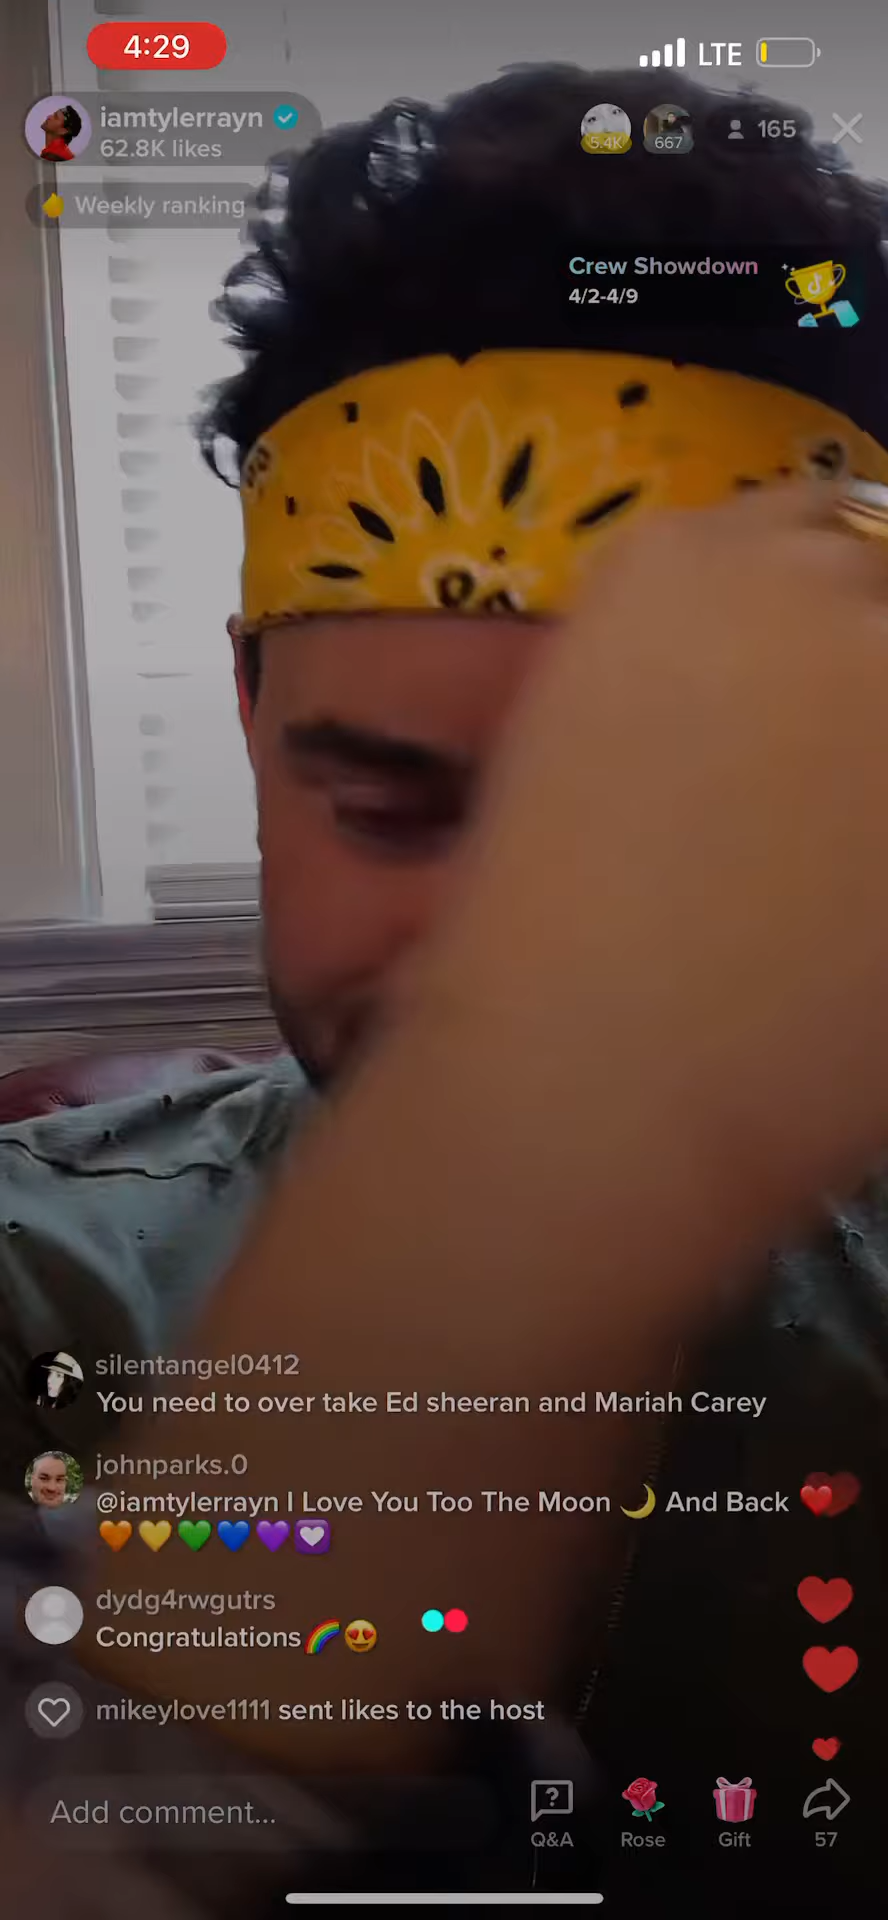 4:29
LTE
iamtylerrayn
62.8K likes
5.4K
667
165
Weekly ranking
Crew Showdown
4/2-4/9
silentangel0412
You need to over take Ed sheeran and Mariah Carey
johnparks.0
@iamtylerrayn I Love You Too The Moon 🌙 And Back ❤️
🧡💛💚💙💜💟
dydg4rwgutrs
Congratulations🌈😍
mikeylove1111 sent likes to the host
Add comment...
Q&A
Rose
Gift
57